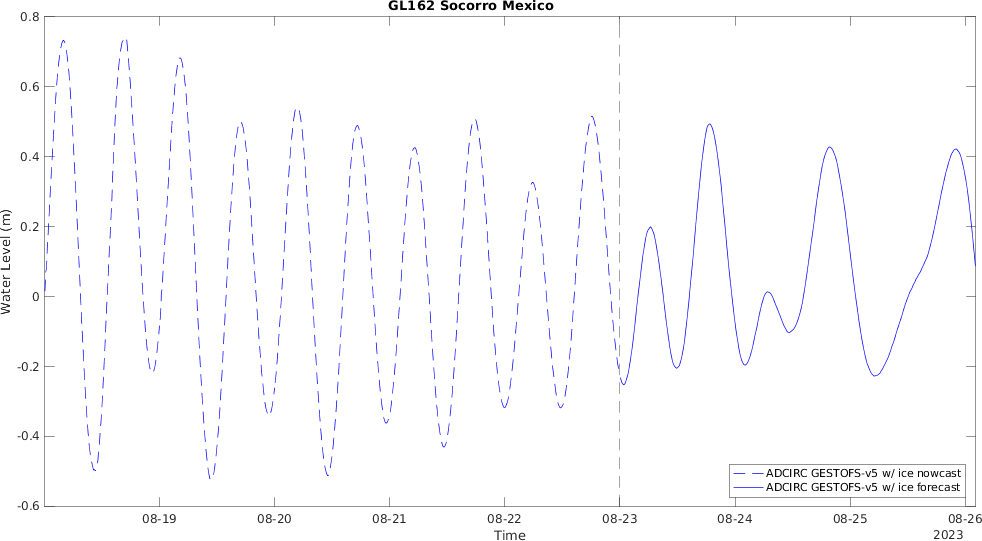 GL162 Socorro Mexico
0.8
0.6
0.4
0.2
0
-0.2
-0.4
-0.6
Water Level (m)
ADCIRC GESTOFS-v5 w/ ice nowcast
ADCIRC GESTOFS-v5 w/ ice forecast
08-19 08-20 08-21 08-22 08-23 08-24 08-25 08-26
Time
2023